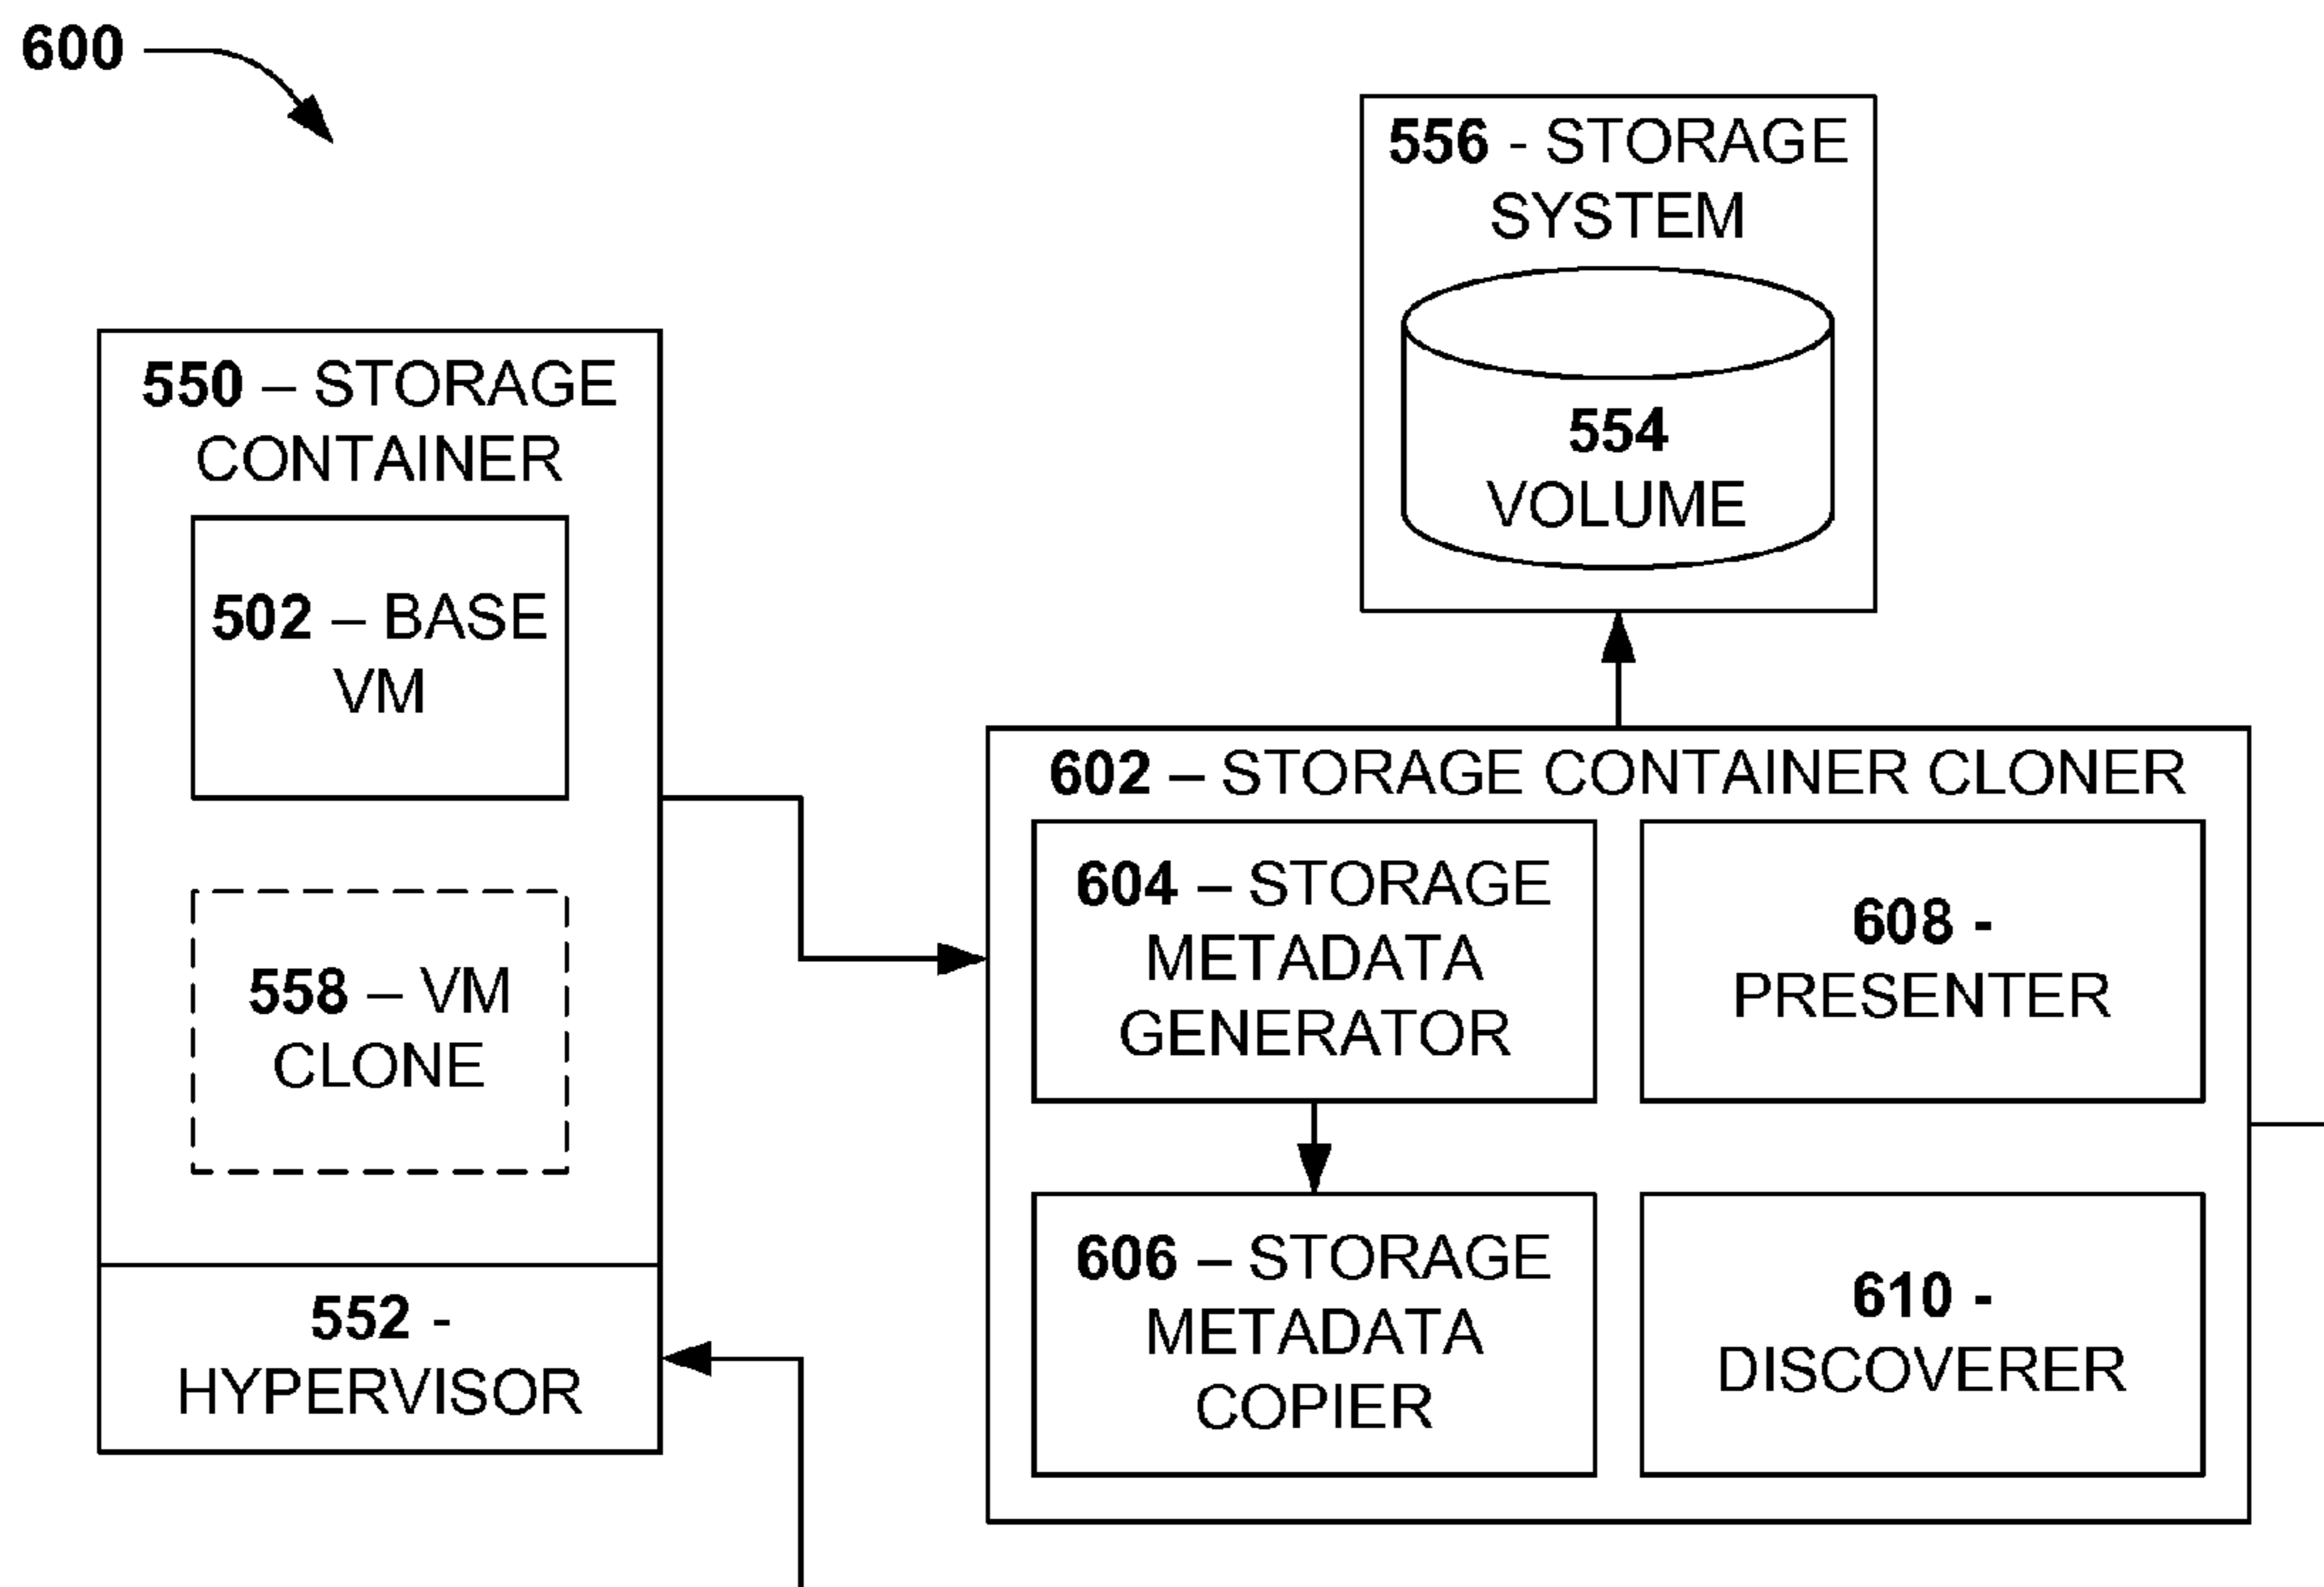 600
556 - STORAGE
SYSTEM
554
VOLUME
550 – STORAGE
CONTAINER
502 – BASE
VM
558 – VM
CLONE
552 -
HYPERVISOR
602 – STORAGE CONTAINER CLONER
604 – STORAGE
METADATA
GENERATOR
608 -
PRESENTER
606 – STORAGE
METADATA
COPIER
610 -
DISCOVERER